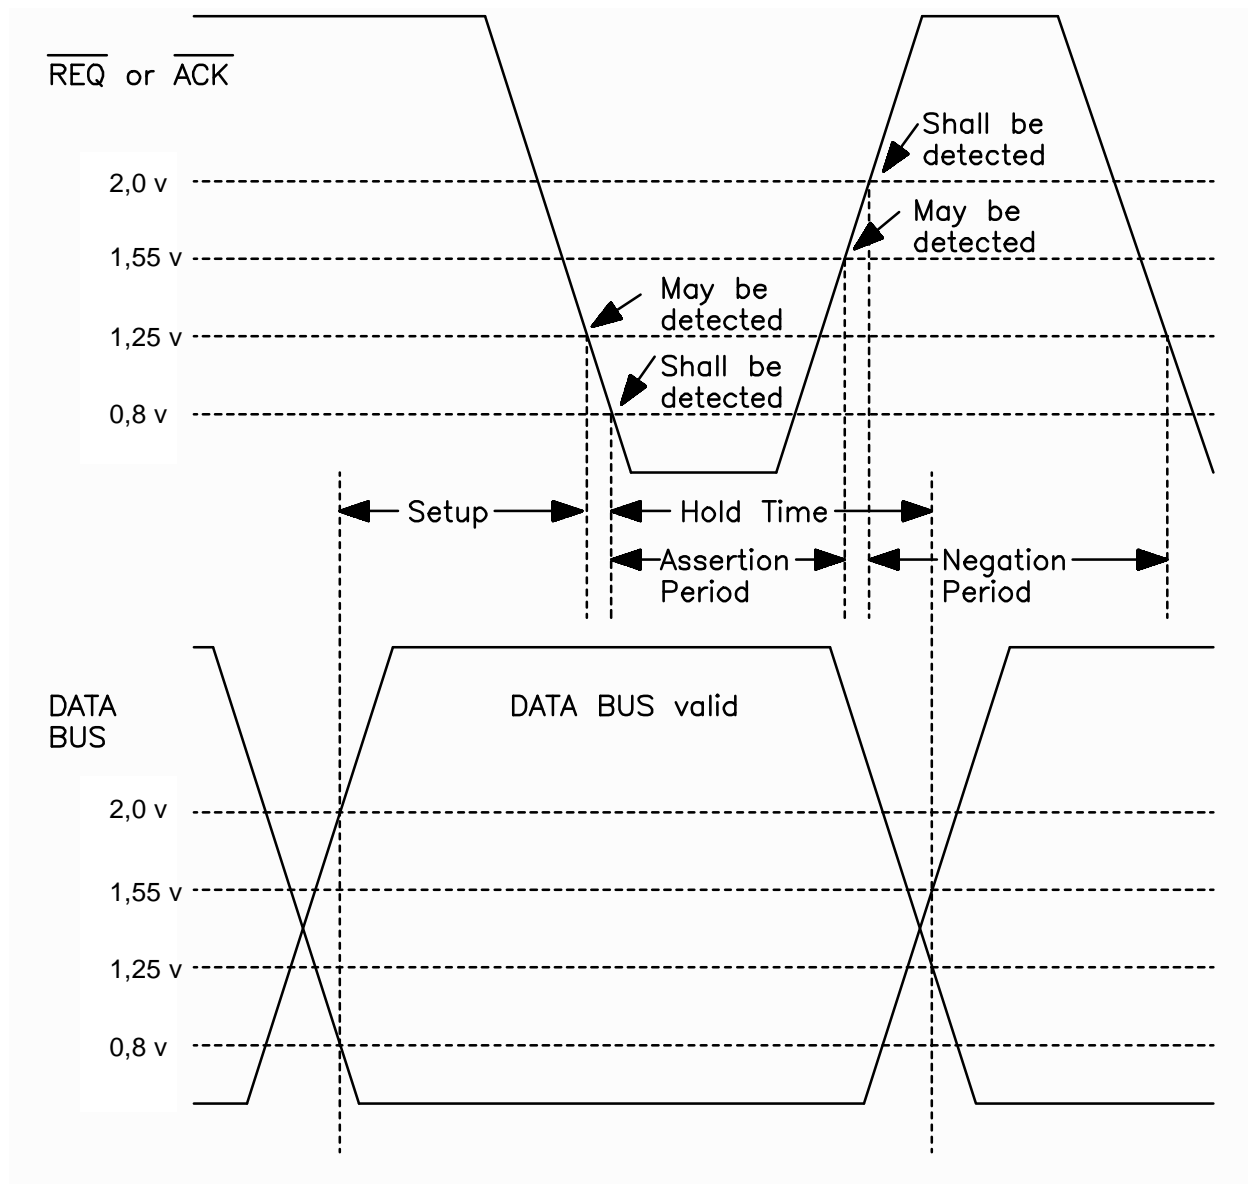 REQ or ACK
Shall be
detected
2,0 v
May be
detected
1,55 v
May be
detected
1,25 v
Shall be
detected
0,8 v
Setup
Hold Time
Assertion
Period
Negation
Period
DATA
BUS
DATA BUS valid
2,0 v
1,55 v
1,25 v
0,8 v